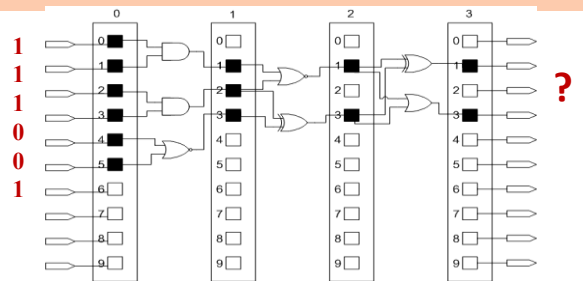 0 1 2 3
1
1
1
0
0
1
0 0 0 0
1 1 1 1
2 2 2 2
3 3 3 3
4 4 4 4
5 5 5 5
6 6 6 6
7 7 7 7
8 8 8 8
9 9 9 9
?